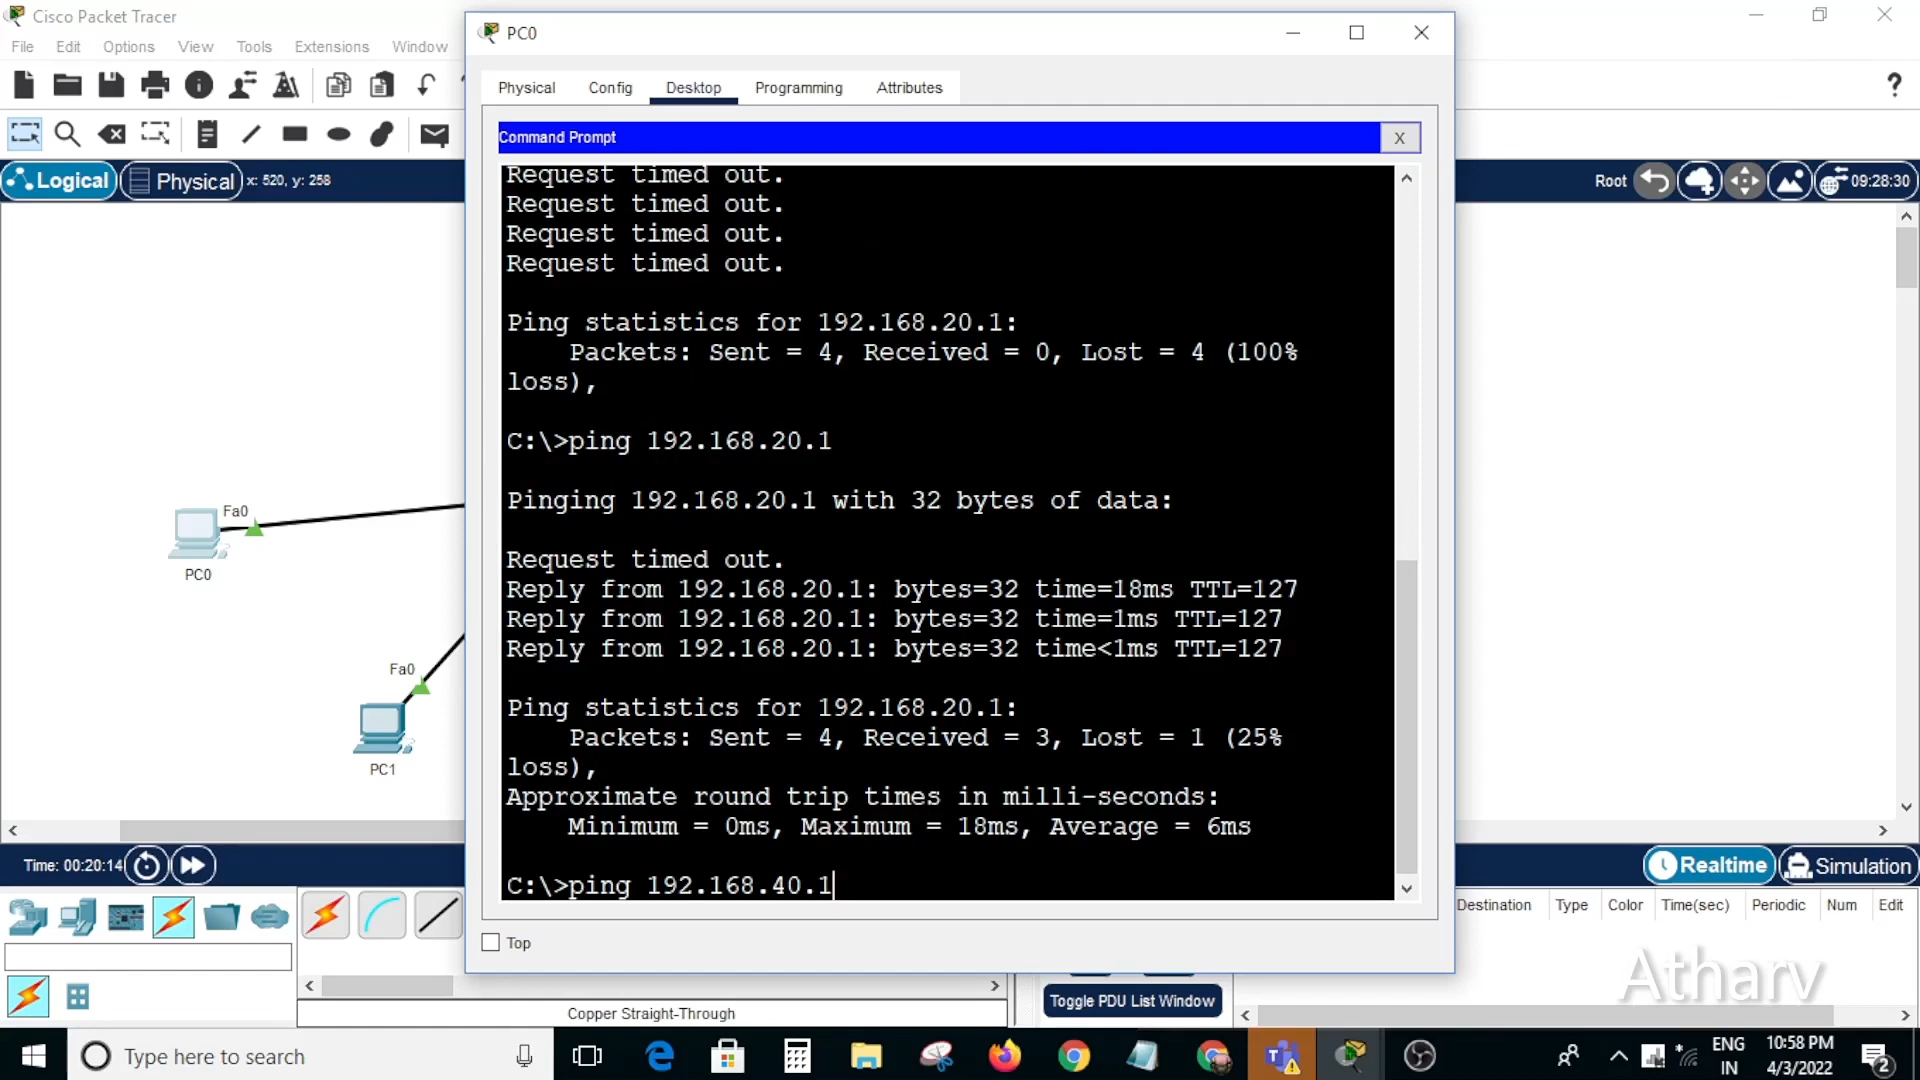 Cisco Packet Tracer
File Edit Options View Tools Extensions Window
PC0
Physical Config Desktop Programming Attributes
Command Prompt X
Request timed out.
Request timed out.
Request timed out.
Request timed out.
Ping statistics for 192.168.20.1:
Packets: Sent = 4, Received = 0, Lost = 4 (100%
loss),
C:\>ping 192.168.20.1
Pinging 192.168.20.1 with 32 bytes of data:
Request timed out.
Reply from 192.168.20.1: bytes=32 time=18ms TTL=127
Reply from 192.168.20.1: bytes=32 time=1ms TTL=127
Reply from 192.168.20.1: bytes=32 time<1ms TTL=127
Ping statistics for 192.168.20.1:
Packets: Sent = 4, Received = 3, Lost = 1 (25%
loss),
Approximate round trip times in milli-seconds:
Minimum = 0ms, Maximum = 18ms, Average = 6ms
C:\>ping 192.168.40.1
Top
Logical Physical x: 520, y: 258
Root 09:28:30
Fa0
PC0
Fa0
PC1
Time: 00:20:14
Realtime Simulation
Destination Type Color Time(sec) Periodic Num Edit
Atharv
Toggle PDU List Window
Copper Straight-Through
Type here to search
ENG
IN
10:58 PM
4/3/2022
2